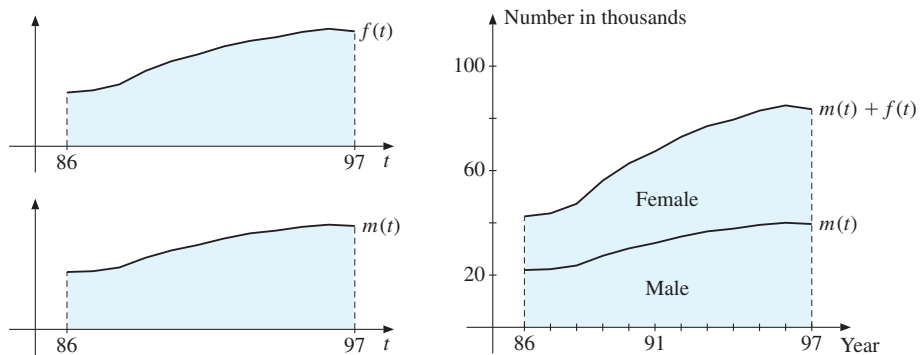 f(t)
86
97
t
m(t)
86
97
t
Number in thousands
100
60
20
m(t) + f(t)
Female
m(t)
Male
86
91
97
Year